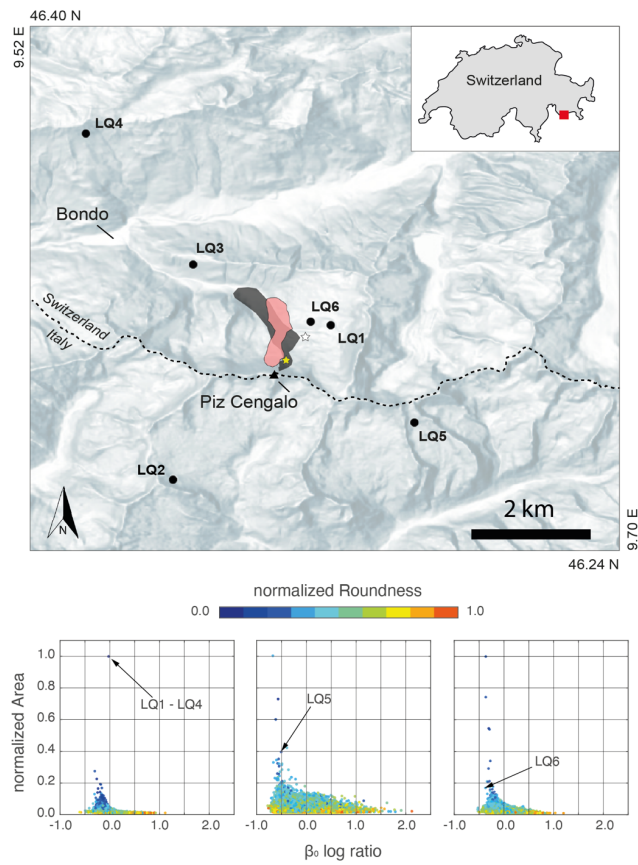 46.40 N
9.52 E
Switzerland
LQ4
Bondo
LQ3
LQ6
LQ1
Switzerland
Italy
Piz Cengalo
LQ5
LQ2
2 km
N
9.70 E
46.24 N
normalized Roundness
0.0 1.0
normalized Area
1.0
0.8
0.6
0.4
0.2
0.0
LQ1 - LQ4
LQ5
LQ6
-1.0 0.0 1.0 2.0 -1.0 0.0 1.0 2.0 -1.0 0.0 1.0 2.0
β₀ log ratio